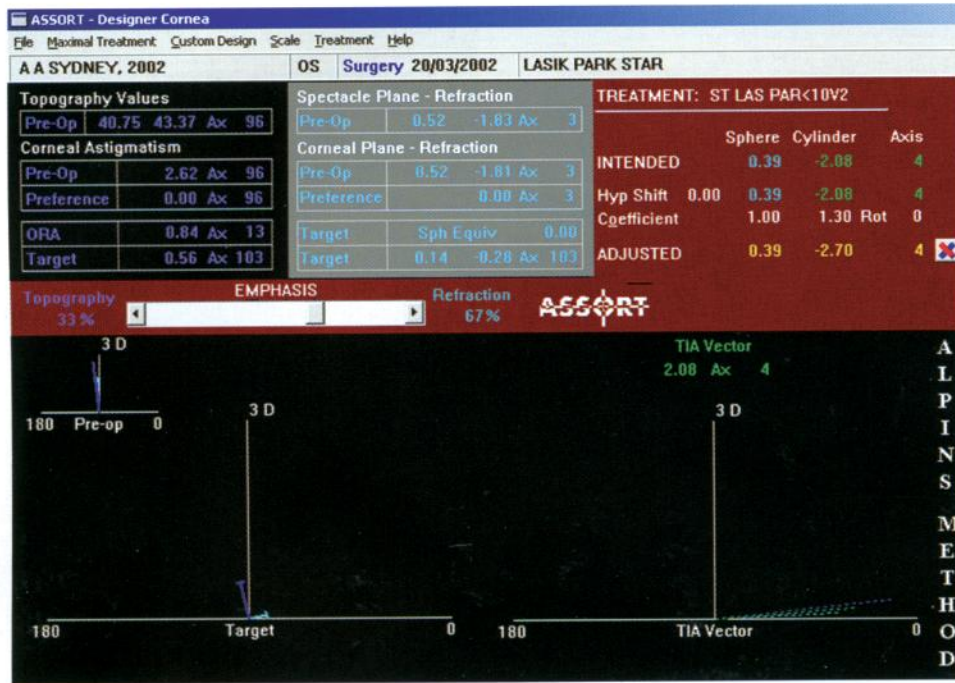 ASSORT - Designer Cornea
File Maximal Treatment Custom Design Scale Treatment Help
A A SYDNEY, 2002 OS Surgery 20/03/2002 LASIK PARK STAR
Topography Values
Pre-Op 40.75 43.37 Ax 96
Corneal Astigmatism
Pre-Op 2.62 Ax 96
Preference 0.00 Ax 96
ORA 0.84 Ax 13
Target 0.56 Ax 103
Spectacle Plane - Refraction
Pre-Op 0.52 -1.83 Ax 3
Corneal Plane - Refraction
Pre-Op 0.52 -1.81 Ax 3
Preference 0.00 Ax 3
Target Sph Equiv 0.00
Target 0.14 -0.28 Ax 103
TREATMENT: ST LAS PAR<10V2
Sphere Cylinder Axis
INTENDED 0.39 -2.08 4
Hyp Shift 0.00 0.39 -2.08 4
Coefficient 1.00 1.30 Rot 0
ADJUSTED 0.39 -2.70 4
Topography EMPHASIS Refraction
33% 67%
ASSORT
3 D
180 Pre-op 0
3 D
180 Target 0
TIA Vector
2.08 Ax 4
3 D
180 TIA Vector 0
ALPINS METHOD